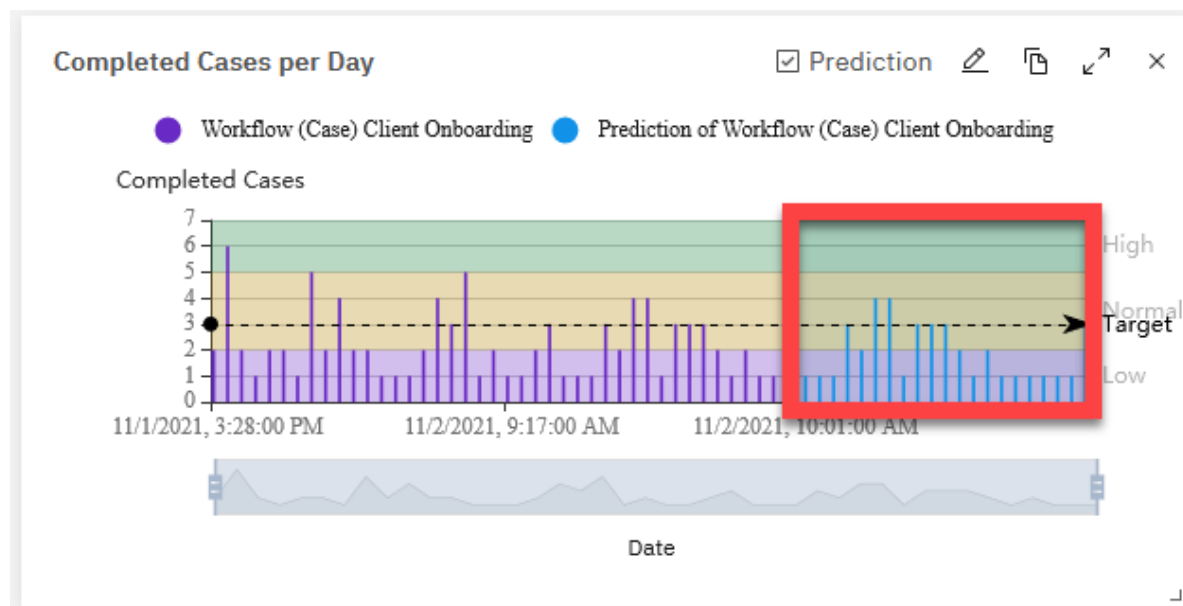 Completed Cases per Day
Prediction
Workflow (Case) Client Onboarding
Prediction of Workflow (Case) Client Onboarding
Completed Cases
7
6
5
4
3
2
1
0
High
Normal
Target
Low
11/1/2021, 3:28:00 PM
11/2/2021, 9:17:00 AM
11/2/2021, 10:01:00 AM
Date